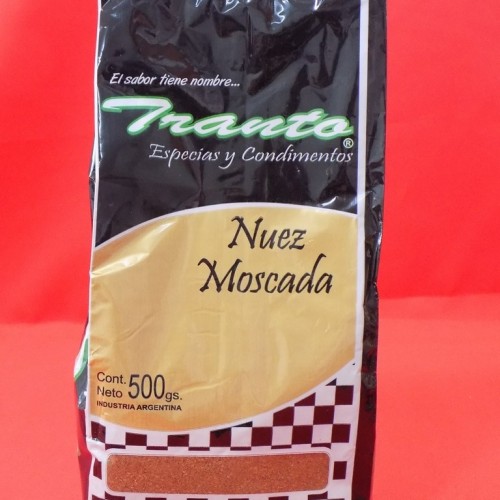 El sabor tiene nombre...
Tranto®
Especias y Condimentos
Nuez
Moscada
Cont.
Neto 500gs.
INDUSTRIA ARGENTINA